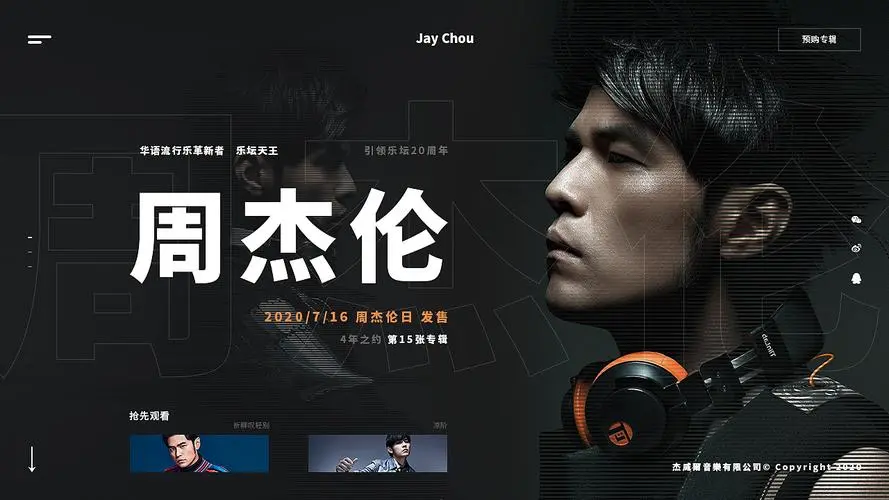 Jay Chou
预购专辑
华语流行乐革新者 乐坛天王
引领乐坛20周年
周杰伦
2020/7/16 周杰伦日 发售
4年之约 第15张专辑
抢先观看
杰威爾音樂有限公司© Copyright 2020